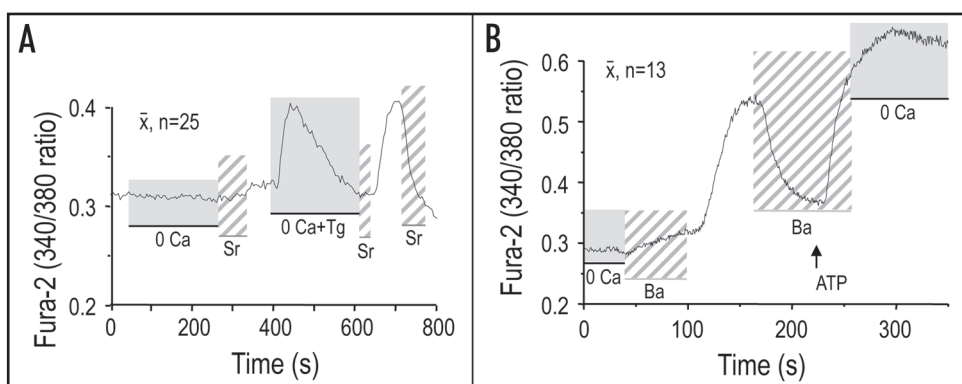 A
Fura-2 (340/380 ratio)
0.4
0.3
0.2
x̄, n=25
0 Ca
Sr
0 Ca+Tg
Sr
Sr
0
200
400
600
800
Time (s)
B
Fura-2 (340/380 ratio)
0.6
0.5
0.4
0.3
0.2
x̄, n=13
0 Ca
Ba
Ba
ATP
0 Ca
0
100
200
300
Time (s)